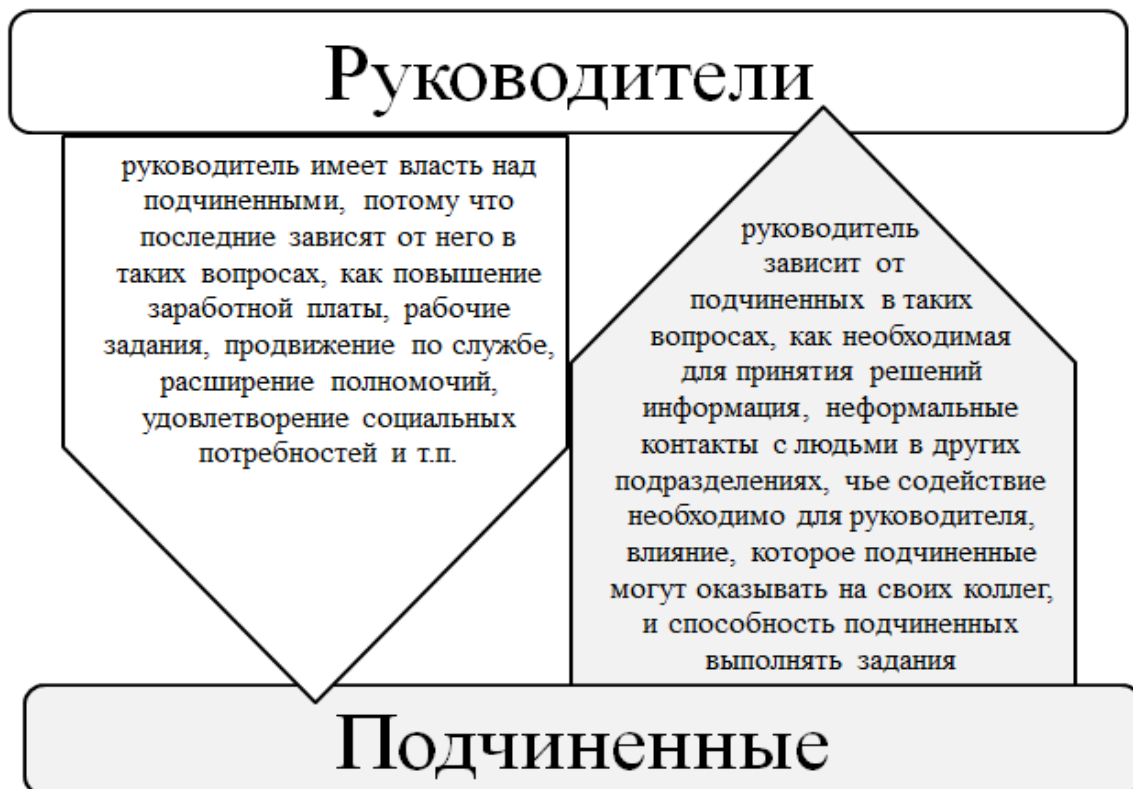 Руководители
руководитель имеет власть над
подчиненными, потому что
последние зависят от него в
таких вопросах, как повышение
заработной платы, рабочие
задания, продвижение по службе,
расширение полномочий,
удовлетворение социальных
потребностей и т.п.
руководитель
зависит от
подчиненных в таких
вопросах, как необходимая
для принятия решений
информация, неформальные
контакты с людьми в других
подразделениях, чье содействие
необходимо для руководителя,
влияние, которое подчиненные
могут оказывать на своих коллег,
и способность подчиненных
выполнять задания
Подчиненные